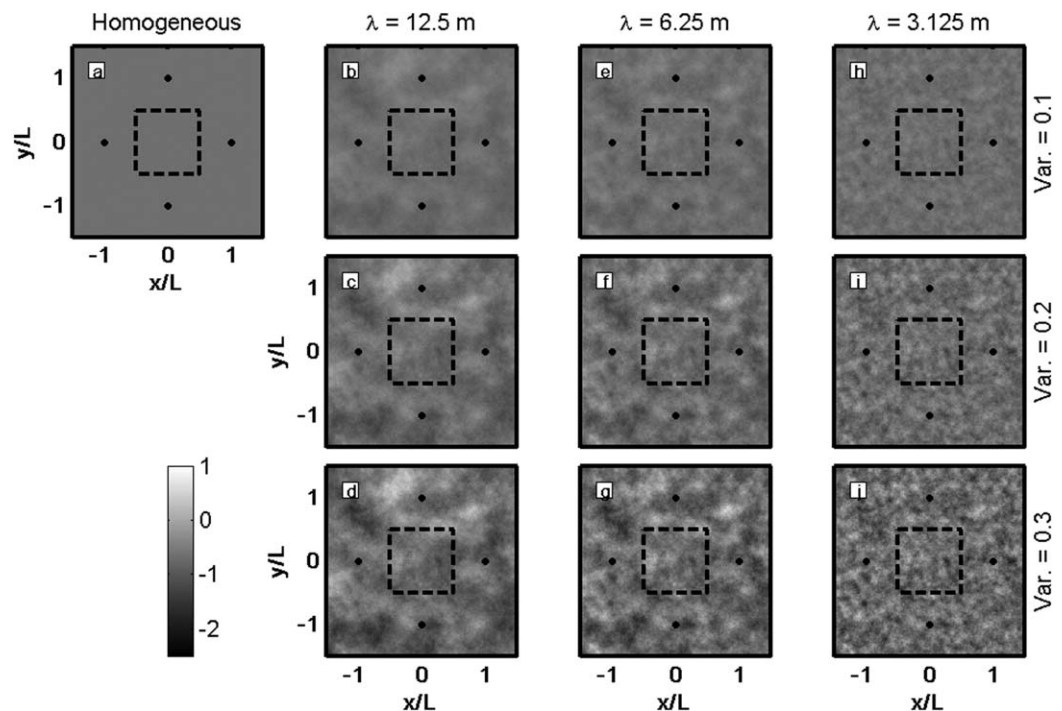 Homogeneous
λ = 12.5 m
λ = 6.25 m
λ = 3.125 m
a
b
e
h
1
0
-1
y/L
-1 0 1
x/L
Var. = 0.1
c
f
i
1
0
-1
y/L
Var. = 0.2
d
g
j
1
0
-1
y/L
-1 0 1
x/L
-1 0 1
x/L
-1 0 1
x/L
Var. = 0.3
1
0
-1
-2